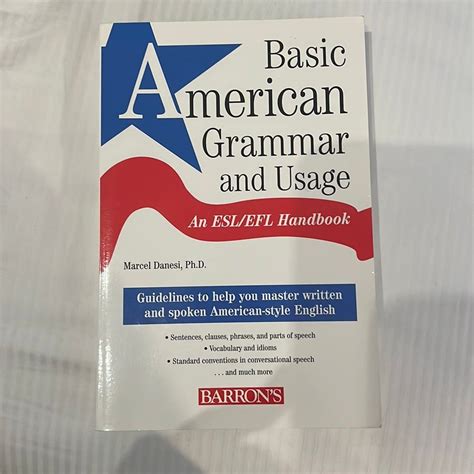 Basic
American
Grammar
and Usage
An ESL/EFL Handbook
Marcel Danesi, Ph.D.
Guidelines to help you master written
and spoken American-style English
• Sentences, clauses, phrases, and parts of speech
• Vocabulary and idioms
• Standard conventions in conversational speech
. . . and much more
BARRON'S